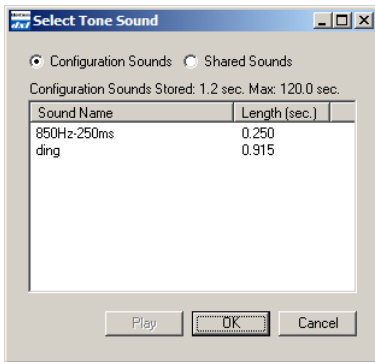 Select Tone Sound
Configuration Sounds Shared Sounds
Configuration Sounds Stored: 1.2 sec. Max: 120.0 sec.
Sound Name Length (sec.)
850Hz-250ms 0.250
ding 0.915
Play OK Cancel